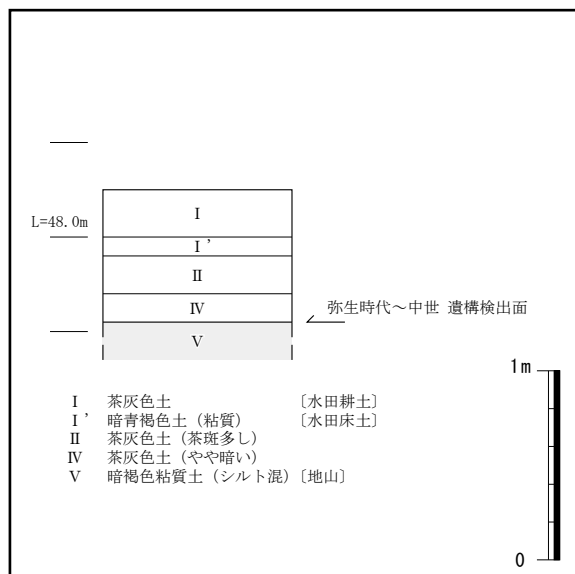 L=48.0m
Ⅰ
Ⅰ’
Ⅱ
Ⅳ
Ⅴ
弥生時代～中世 遺構検出面
Ⅰ 茶灰色土 〔水田耕土〕
Ⅰ’ 暗青褐色土（粘質） 〔水田床土〕
Ⅱ 茶灰色土（茶斑多し）
Ⅳ 茶灰色土（やや暗い）
Ⅴ 暗褐色粘質土（シルト混）〔地山〕
1m
0